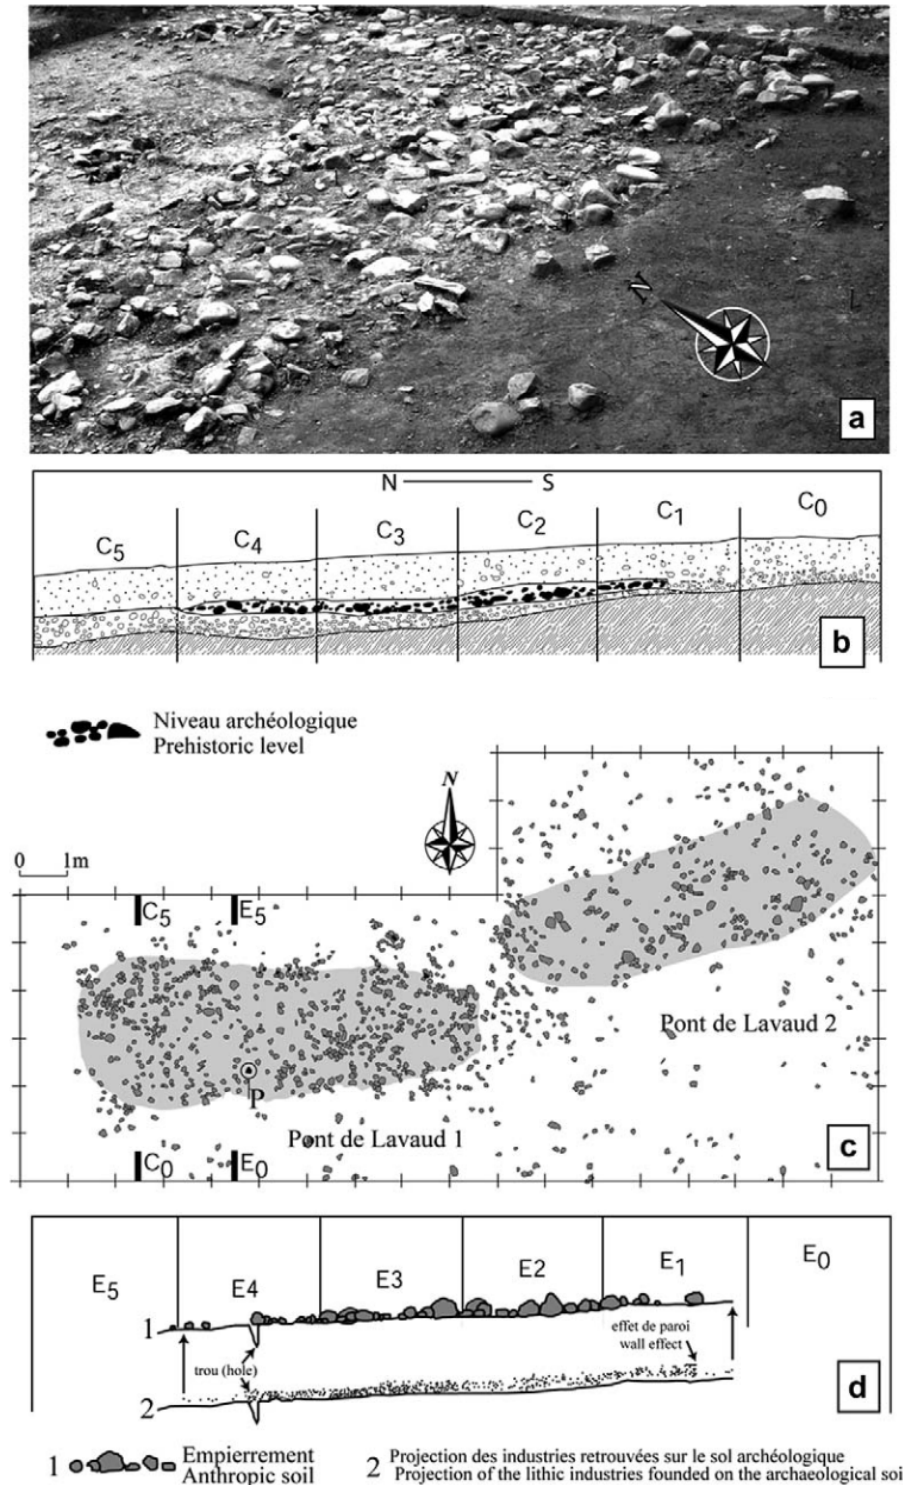 N
a
N S
C5 C4 C3 C2 C1 C0
b
Niveau archéologique
Prehistoric level
N
0 1m
C5 E5
Pont de Lavaud 2
P
Pont de Lavaud 1
C0 E0
c
E5 E4 E3 E2 E1 E0
1
effet de paroi
wall effect
trou (hole)
d
2
1 Empierrement
Anthropic soil
2 Projection des industries retrouvées sur le sol archéologique
Projection of the lithic industries founded on the archaeological soi